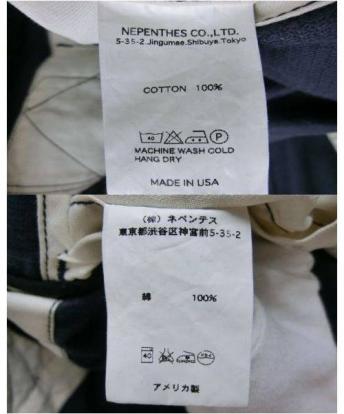 NEPENTHES CO.,LTD.
5-35-2.Jingumae.Shibuya.Tokyo
COTTON 100%
40 P
MACHINE WASH COLD
HANG DRY
MADE IN USA
(株) ネペンテス
東京都渋谷区神宮前5-35-2
綿 100%
40
アメリカ製